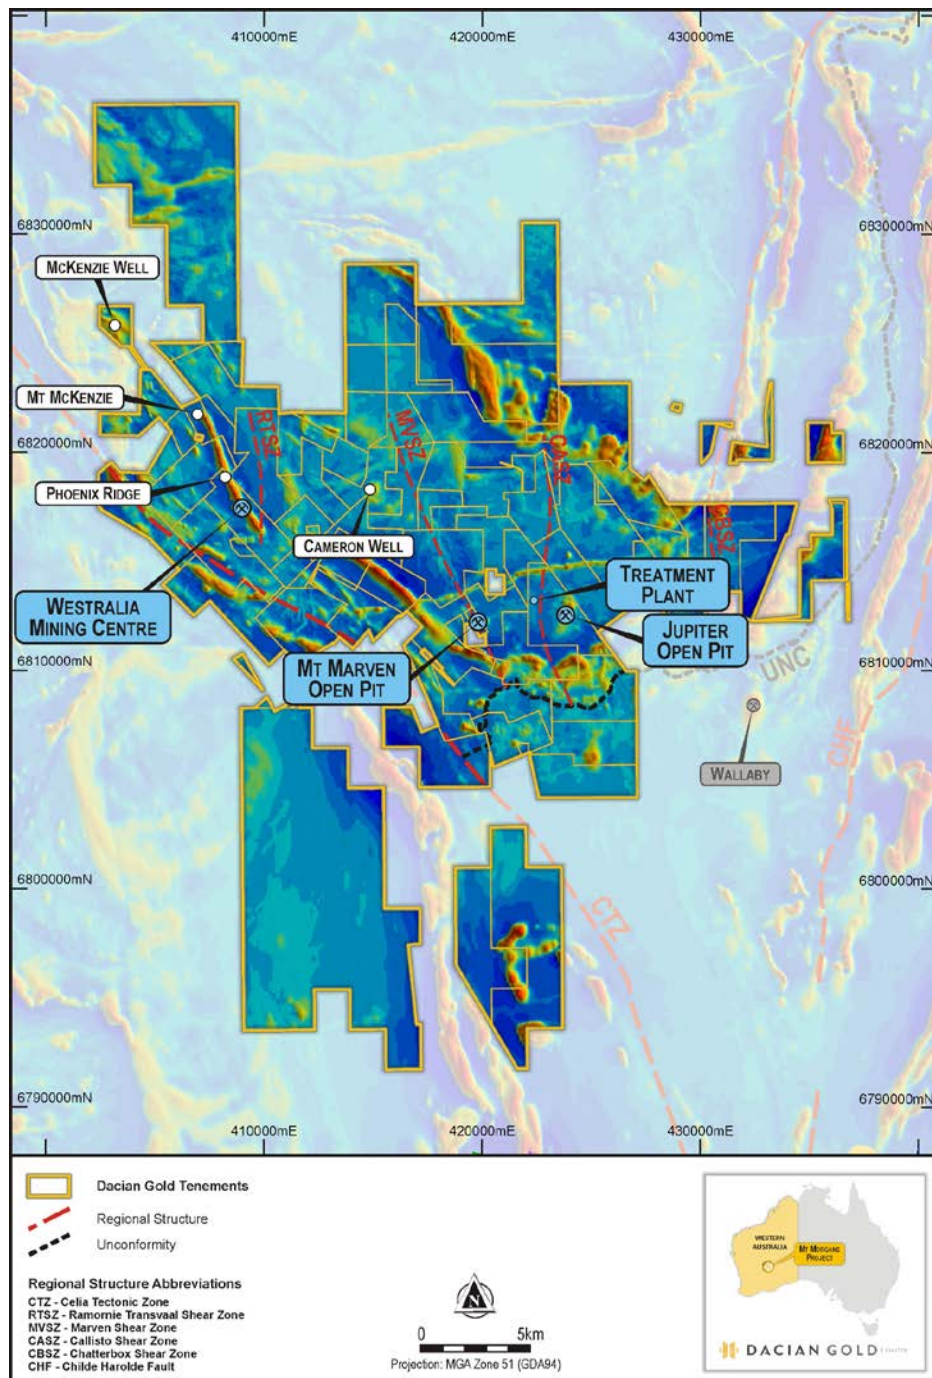 410000mE
420000mE
430000mE
6830000mN
6830000mN
MCKENZIE WELL
MT MCKENZIE
RTSZ
MVSZ
CASZ
6820000mN
6820000mN
PHOENIX RIDGE
CBSZ
CAMERON WELL
WESTRALIA
MINING CENTRE
TREATMENT
PLANT
JUPITER
OPEN PIT
MT MARVEN
OPEN PIT
6810000mN
6810000mN
UNC
CHF
WALLABY
6800000mN
6800000mN
CTZ
6790000mN
6790000mN
410000mE
420000mE
430000mE
Dacian Gold Tenements
Regional Structure
Unconformity
Regional Structure Abbreviations
CTZ - Celia Tectonic Zone
RTSZ - Ramornie Transvaal Shear Zone
MVSZ - Marven Shear Zone
CASZ - Callisto Shear Zone
CBSZ - Chatterbox Shear Zone
CHF - Childe Harolde Fault
N
0 5km
Projection: MGA Zone 51 (GDA94)
WESTERN
AUSTRALIA
MT MORGANS
PROJECT
DACIAN GOLD LIMITED